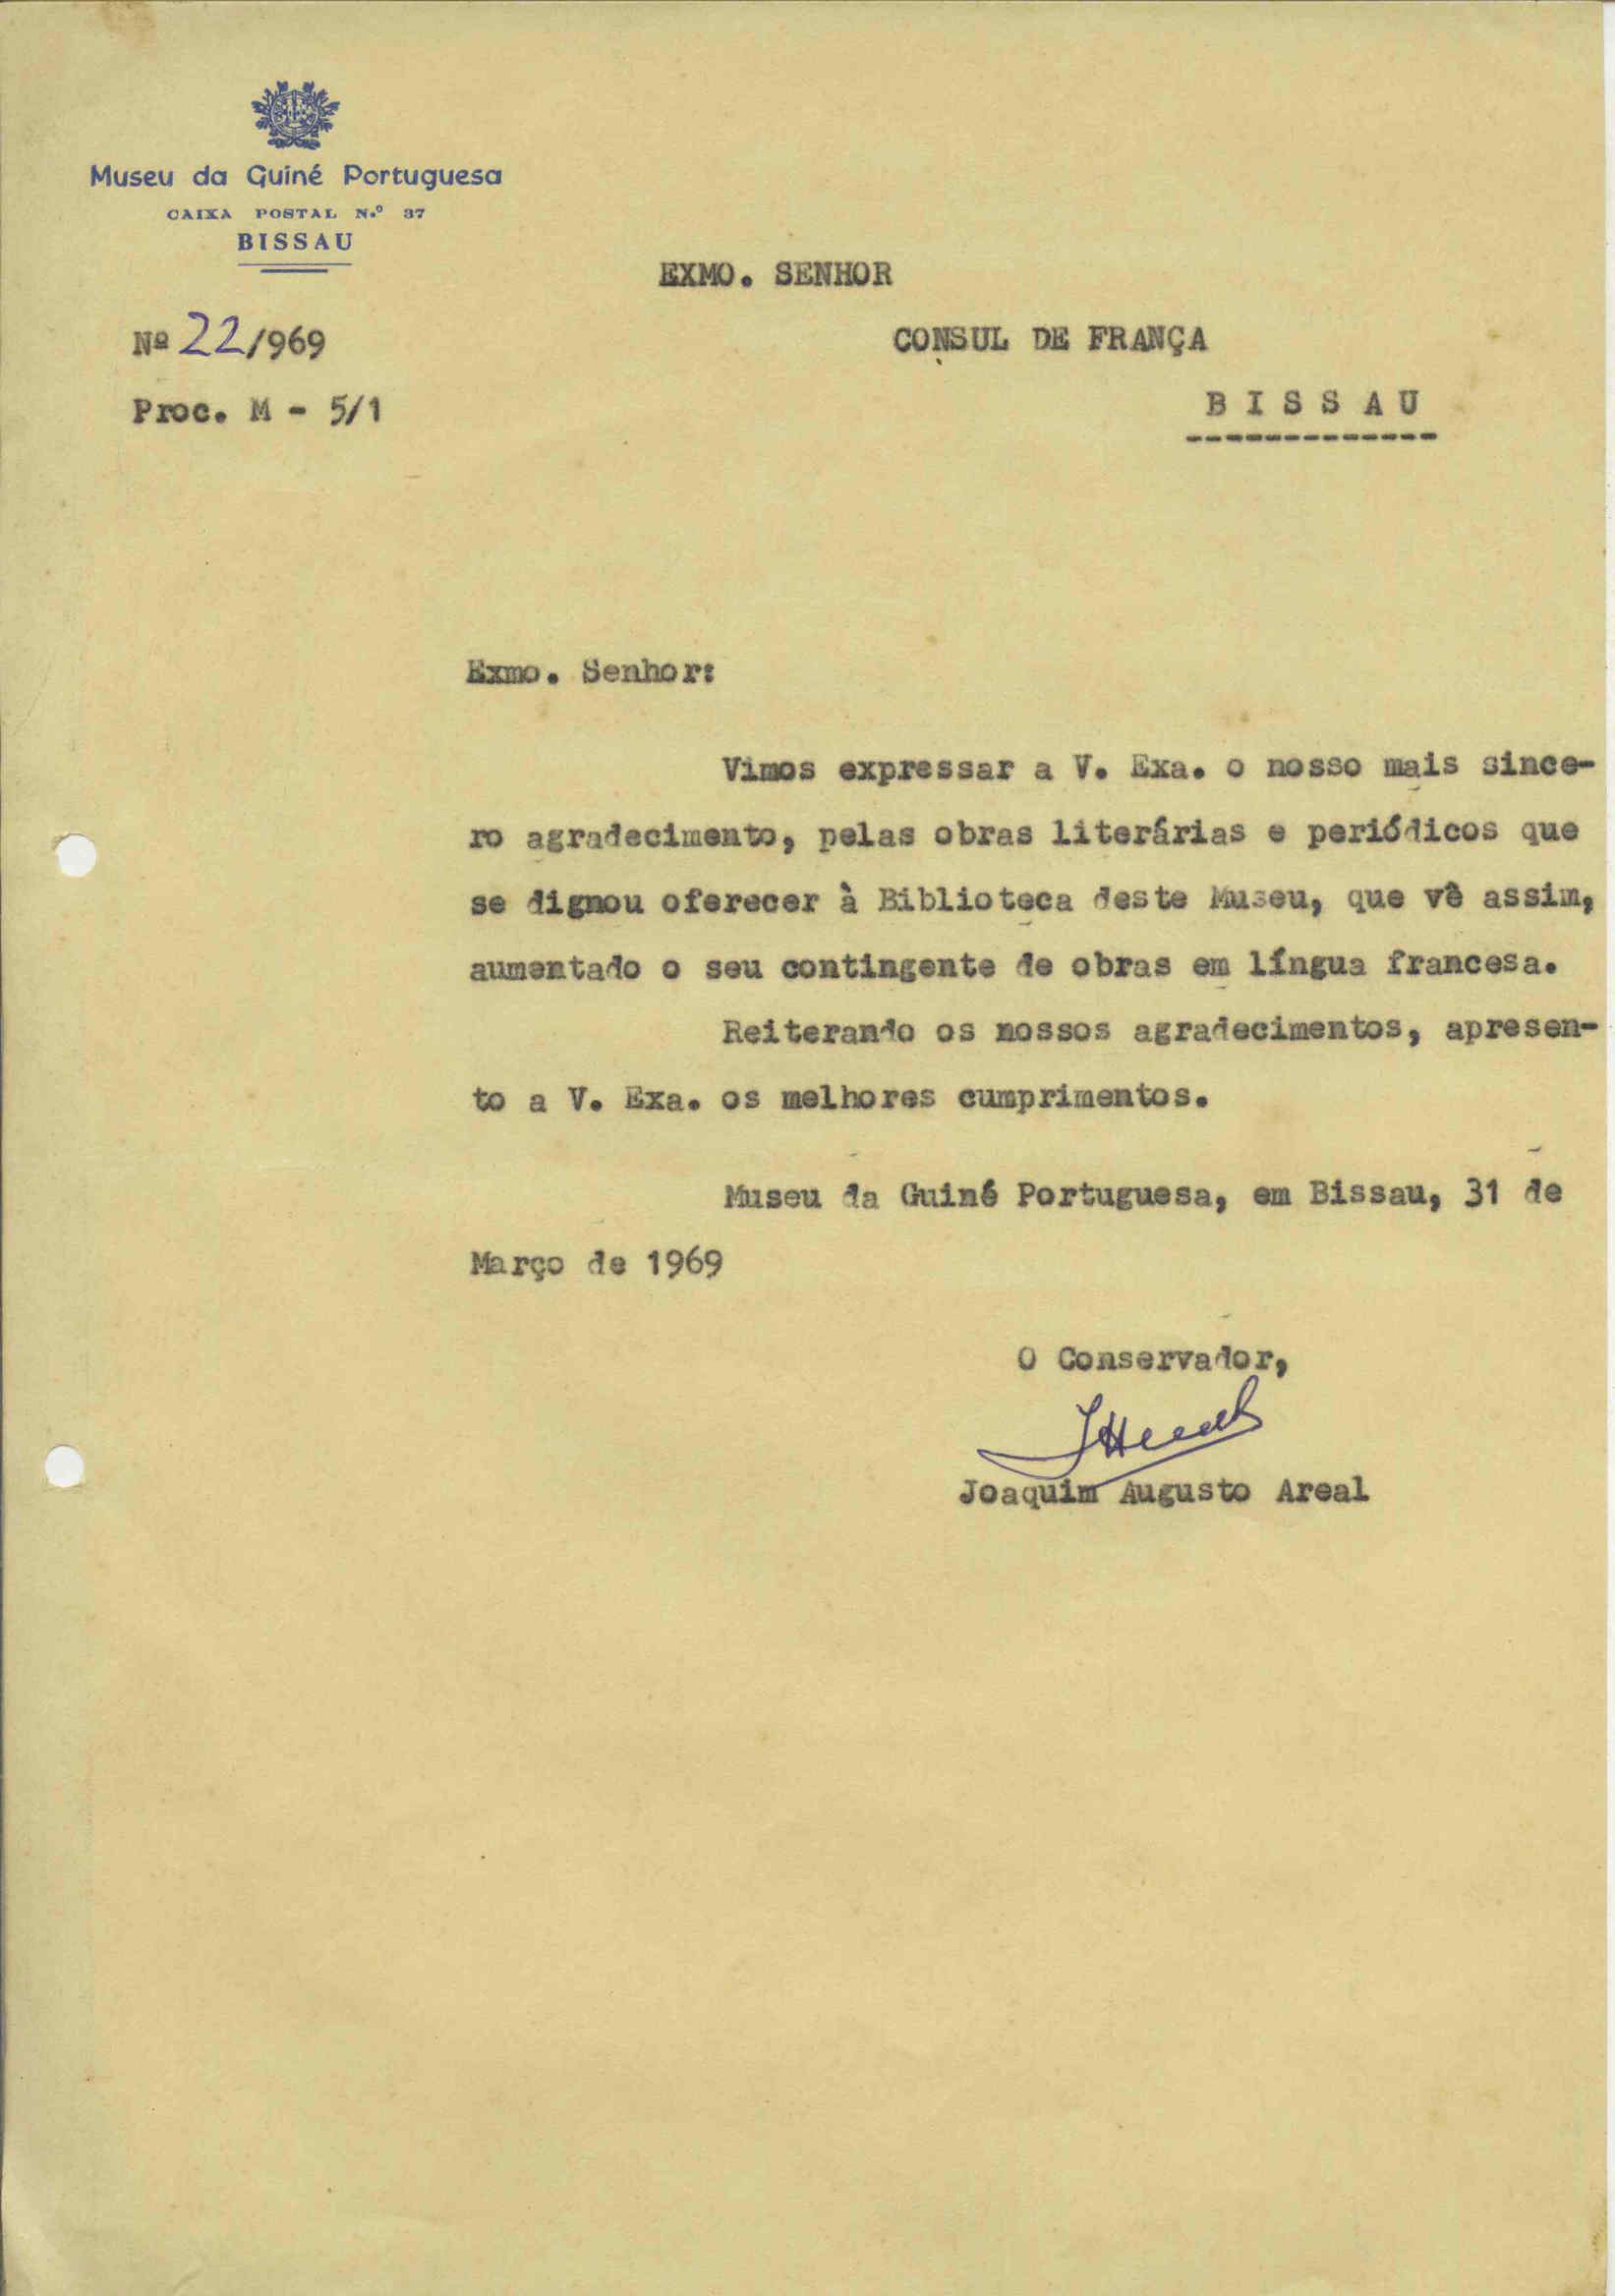 Museu da Guiné Portuguesa
CAIXA POSTAL N.º 37
BISSAU
EXMO. SENHOR
Nº 22/969
CONSUL DE FRANÇA
Proc. M - 5/1
B I S S A U
-------------
Exmo. Senhor:
Vimos expressar a V. Exa. o nosso mais since-
ro agradecimento, pelas obras literárias e periódicos que
se dignou oferecer à Biblioteca deste Museu, que vê assim,
aumentado o seu contingente de obras em língua francesa.
Reiterando os nossos agradecimentos, apresen-
to a V. Exa. os melhores cumprimentos.
Museu da Guiné Portuguesa, em Bissau, 31 de
Março de 1969
O Conservador,
Joaquim Augusto Areal